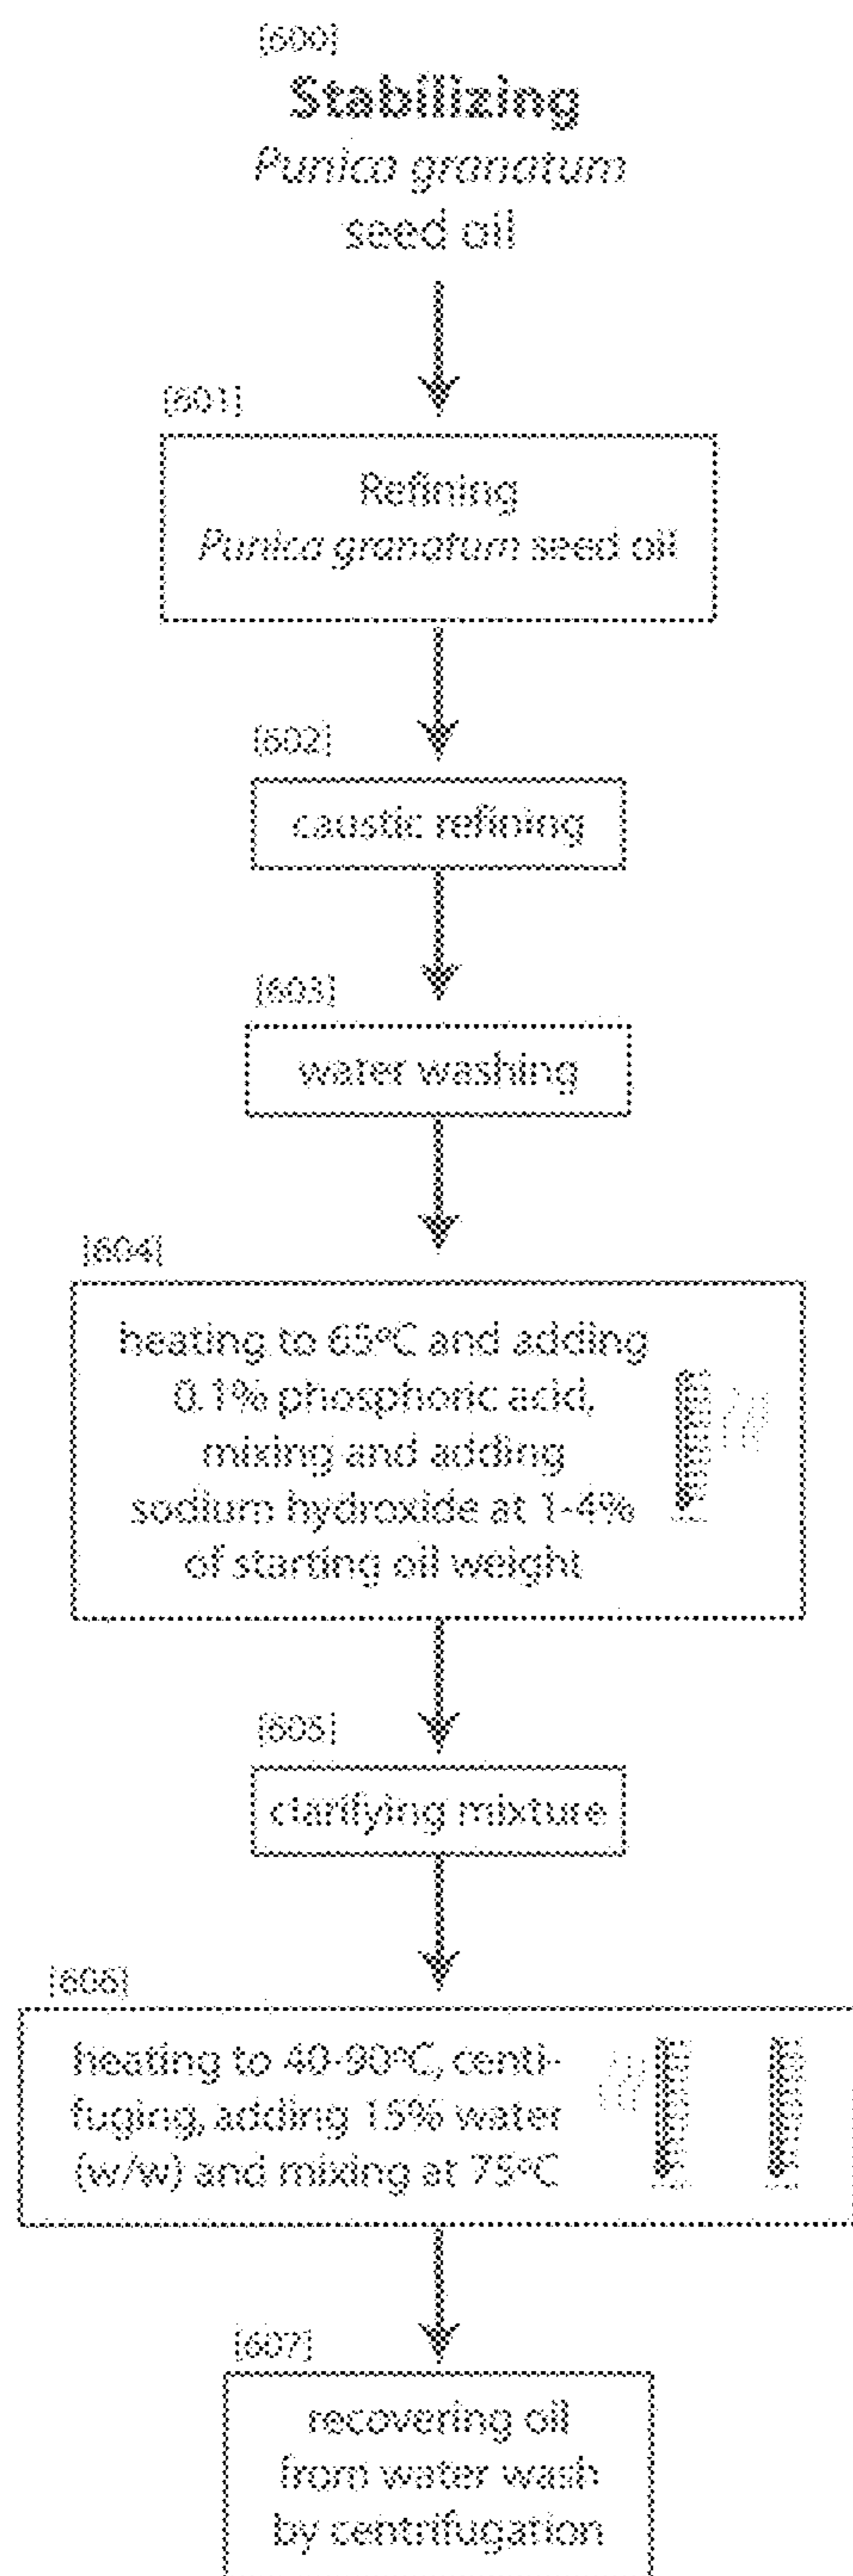 [600]
Stabilizing
Punica granatum
seed oil
[601]
Refining
Punica granatum seed oil
[602]
caustic refining
[603]
water washing
[604]
heating to 65ºC and adding
0.1% phosphoric acid,
mixing and adding
sodium hydroxide at 1-4%
of starting oil weight
[605]
clarifying mixture
[606]
heating to 40-90ºC, centi-
fuging, adding 15% water
(w/w) and mixing at 75ºC
[607]
recovering oil
from water wash
by centrifugation